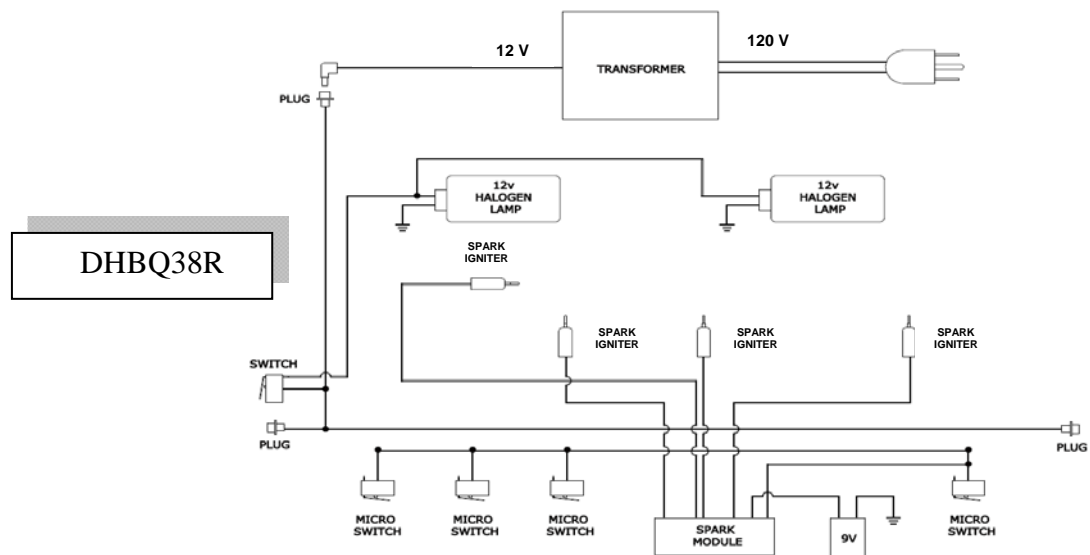 12 V
120 V
TRANSFORMER
PLUG
12v
HALOGEN
LAMP
12v
HALOGEN
LAMP
DHBQ38R
SPARK
IGNITER
SPARK
IGNITER
SPARK
IGNITER
SPARK
IGNITER
SWITCH
PLUG
PLUG
MICRO
SWITCH
MICRO
SWITCH
MICRO
SWITCH
SPARK
MODULE
9V
MICRO
SWITCH